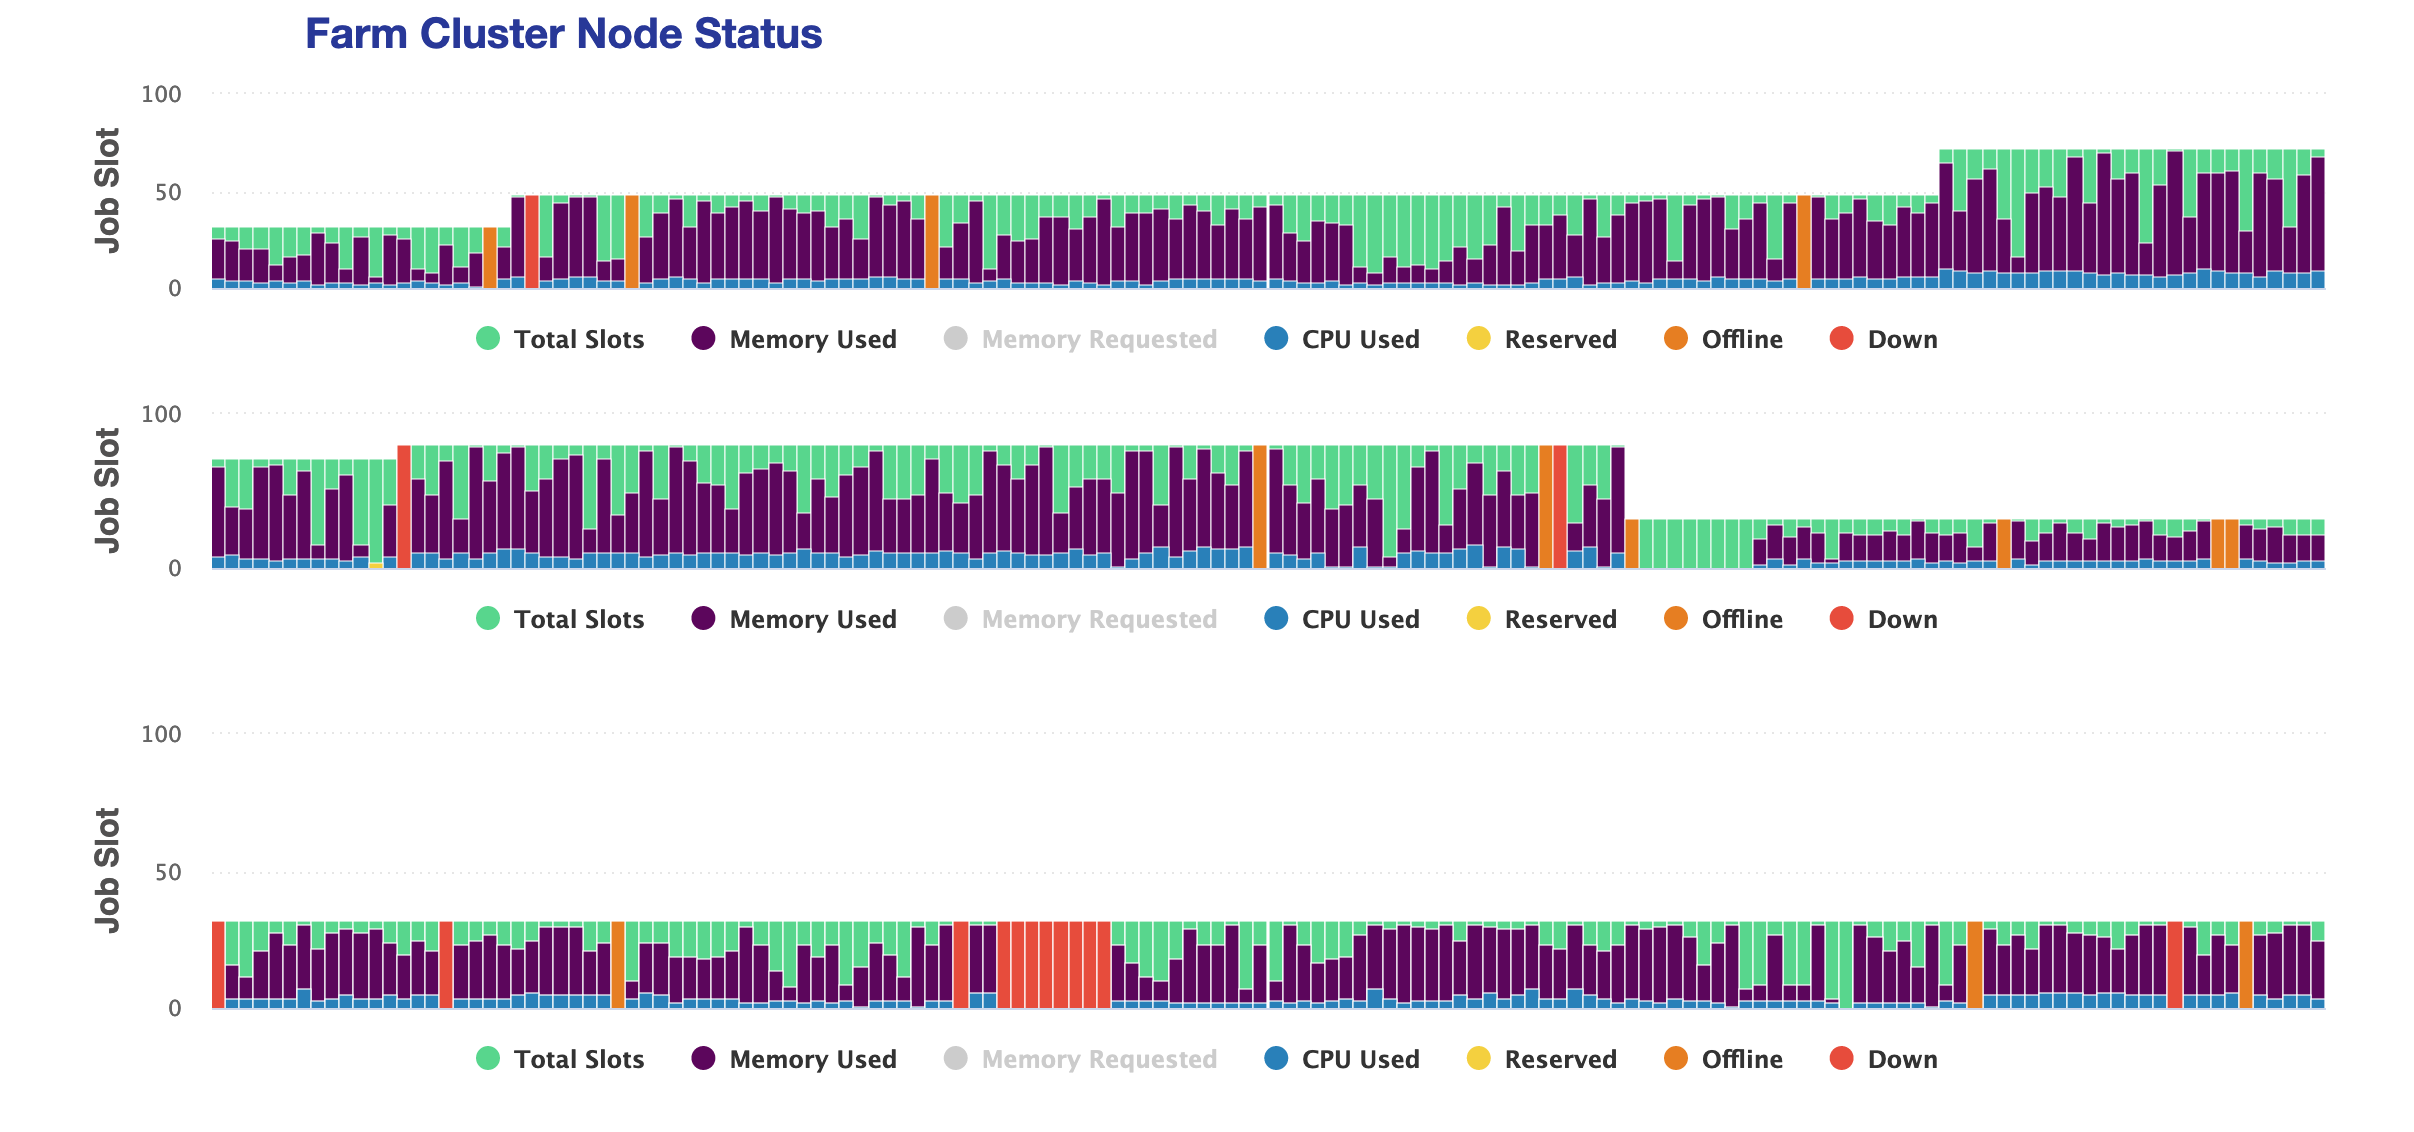 Farm Cluster Node Status
100
50
0
Job Slot
Total Slots Memory Used Memory Requested CPU Used Reserved Offline Down
100
0
Job Slot
Total Slots Memory Used Memory Requested CPU Used Reserved Offline Down
100
50
0
Job Slot
Total Slots Memory Used Memory Requested CPU Used Reserved Offline Down